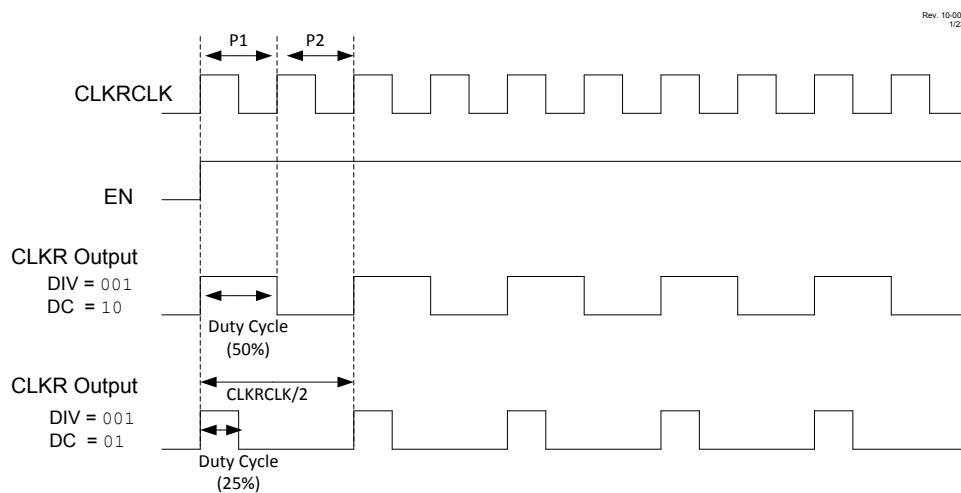 Rev. 10-00
1/2
P1 P2
CLKRCLK
EN
CLKR Output
DIV = 001
DC = 10
Duty Cycle
(50%)
CLKR Output
CLKRCLK/2
DIV = 001
DC = 01
Duty Cycle
(25%)